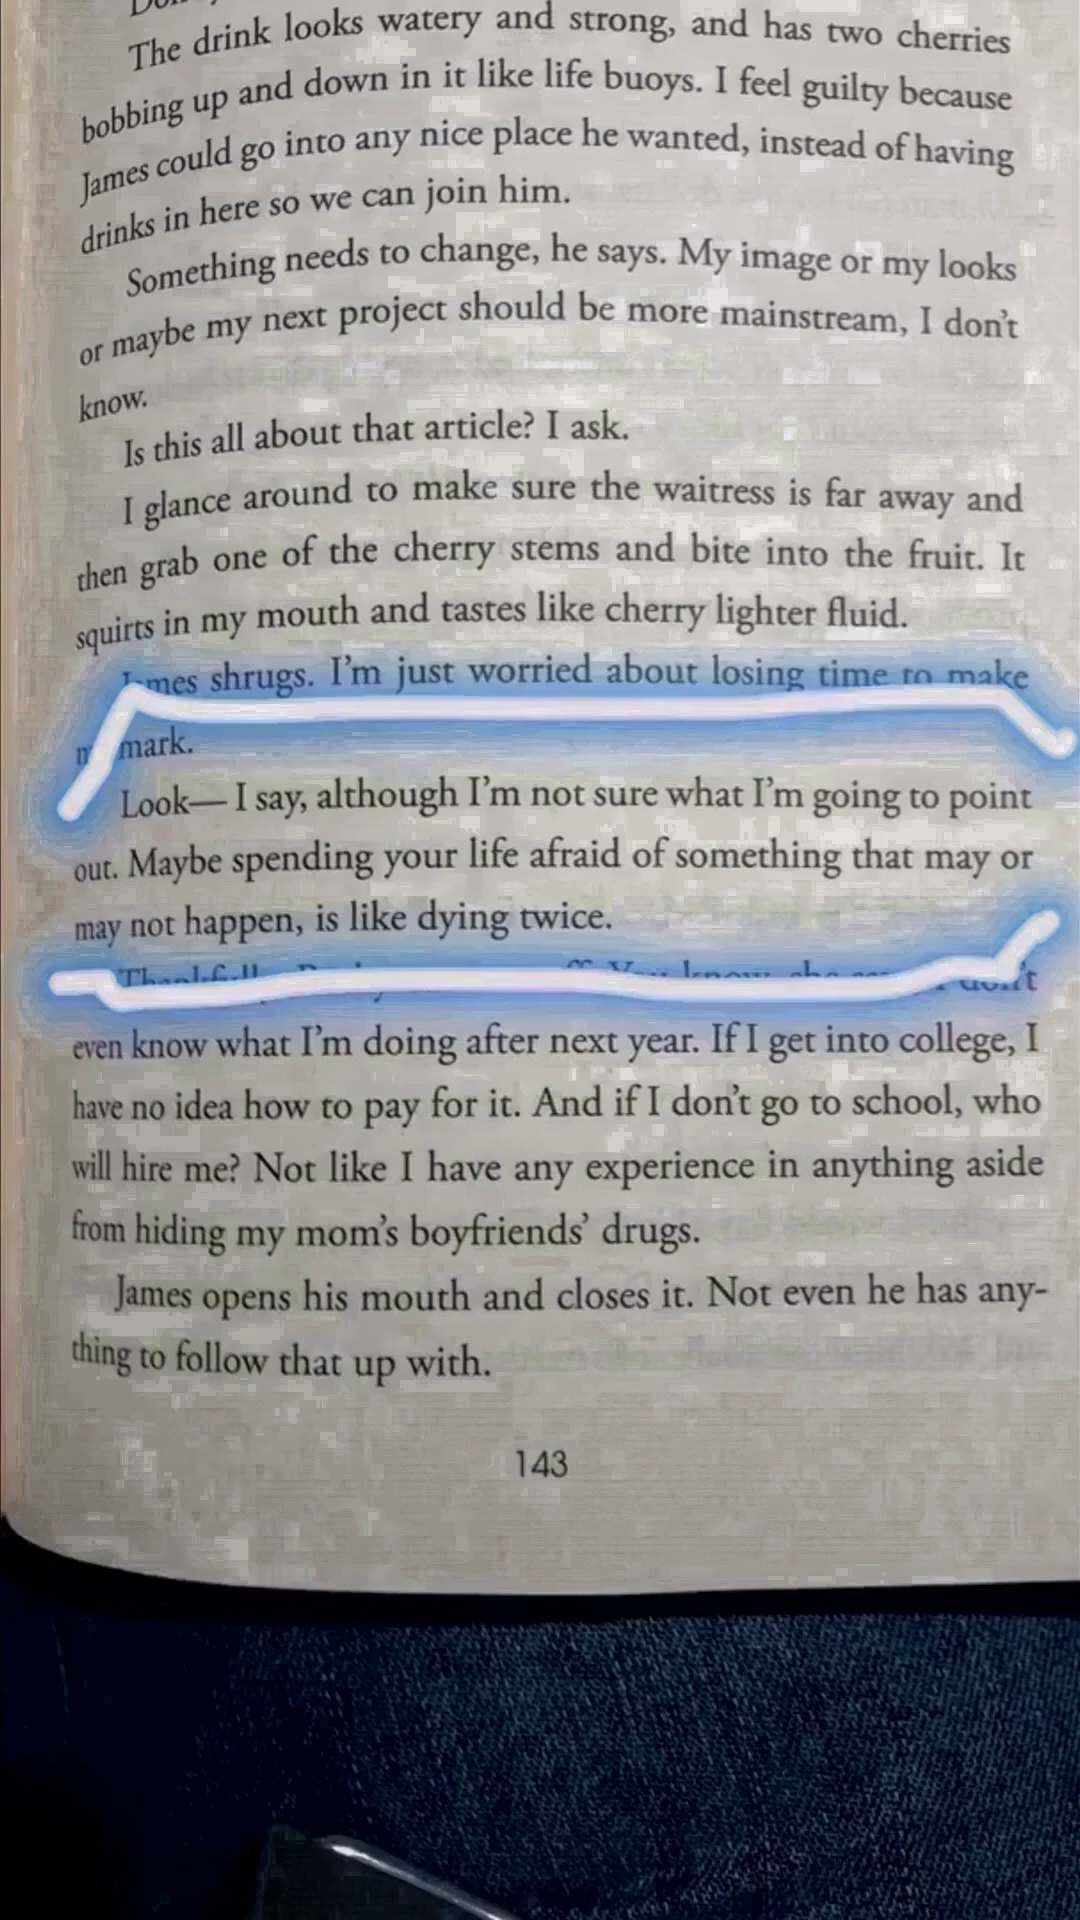 The drink looks watery and strong, and has two cherries
bobbing up and down in it like life buoys. I feel guilty because
James could go into any nice place he wanted, instead of having
drinks in here so we can join him.
Something needs to change, he says. My image or my looks
or maybe my next project should be more mainstream, I don't
know.
Is this all about that article? I ask.
I glance around to make sure the waitress is far away and
then grab one of the cherry stems and bite into the fruit. It
squirts in my mouth and tastes like cherry lighter fluid.
James shrugs. I'm just worried about losing time to make
mark.
Look— I say, although I'm not sure what I'm going to point
out. Maybe spending your life afraid of something that may or
may not happen, is like dying twice.
Thankfully, You know, she don't
even know what I'm doing after next year. If I get into college, I
have no idea how to pay for it. And if I don't go to school, who
will hire me? Not like I have any experience in anything aside
from hiding my mom's boyfriends' drugs.
James opens his mouth and closes it. Not even he has any-
thing to follow that up with.
143